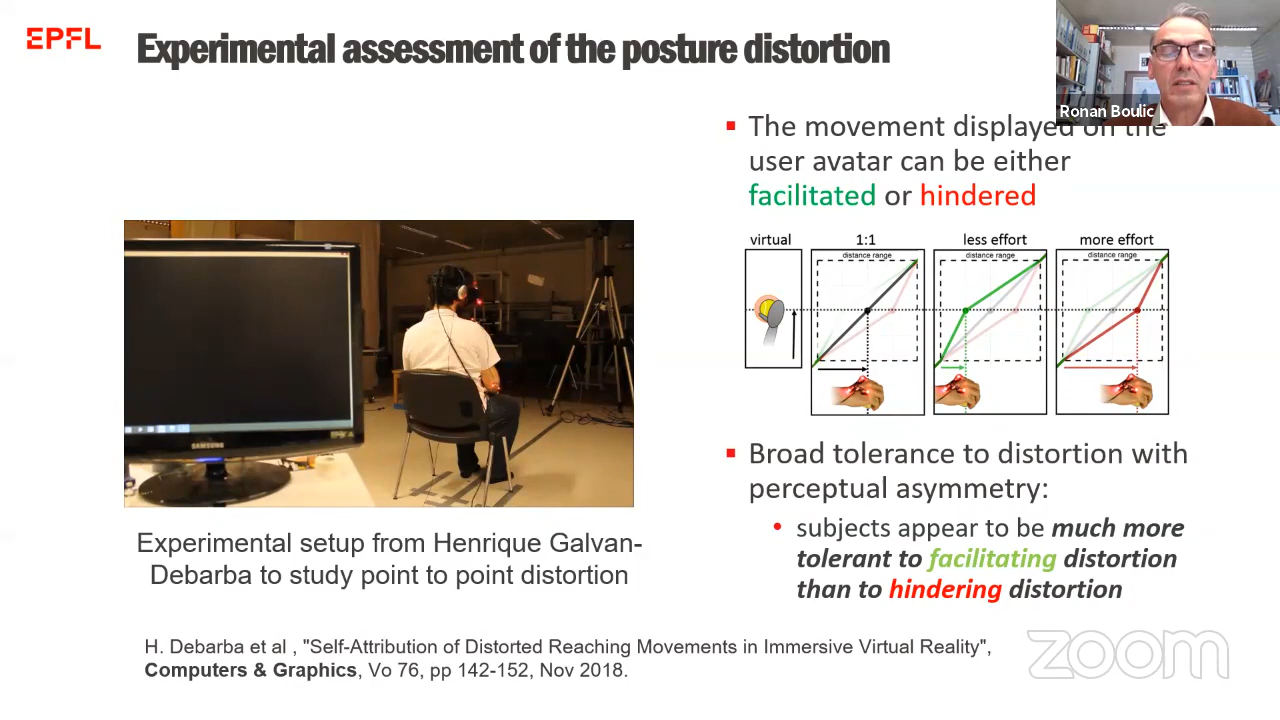 EPFL
Experimental assessment of the posture distortion
Ronan Boulic
The movement displayed on the
user avatar can be either
facilitated or hindered
virtual
1:1
less effort
more effort
distance range
distance range
distance range
SAMSUNG
Broad tolerance to distortion with
perceptual asymmetry:
subjects appear to be much more
tolerant to facilitating distortion
than to hindering distortion
Experimental setup from Henrique Galvan-
Debarba to study point to point distortion
H. Debarba et al , "Self-Attribution of Distorted Reaching Movements in Immersive Virtual Reality",
Computers & Graphics, Vo 76, pp 142-152, Nov 2018.
zoom